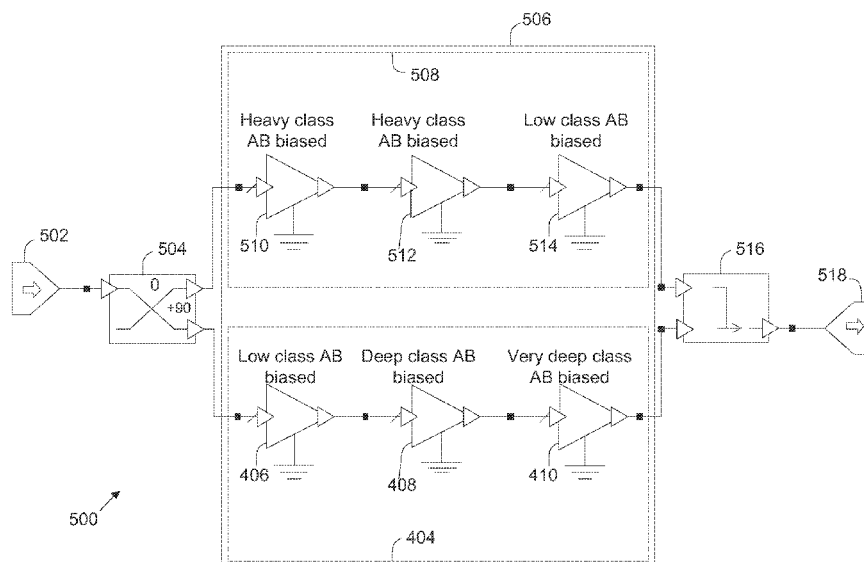 506
508
Heavy class
AB biased
Heavy class
AB biased
Low class AB
biased
510
512
514
502
504
0
+90
516
518
Low class AB
biased
Deep class AB
biased
Very deep class
AB biased
406
408
410
500
404